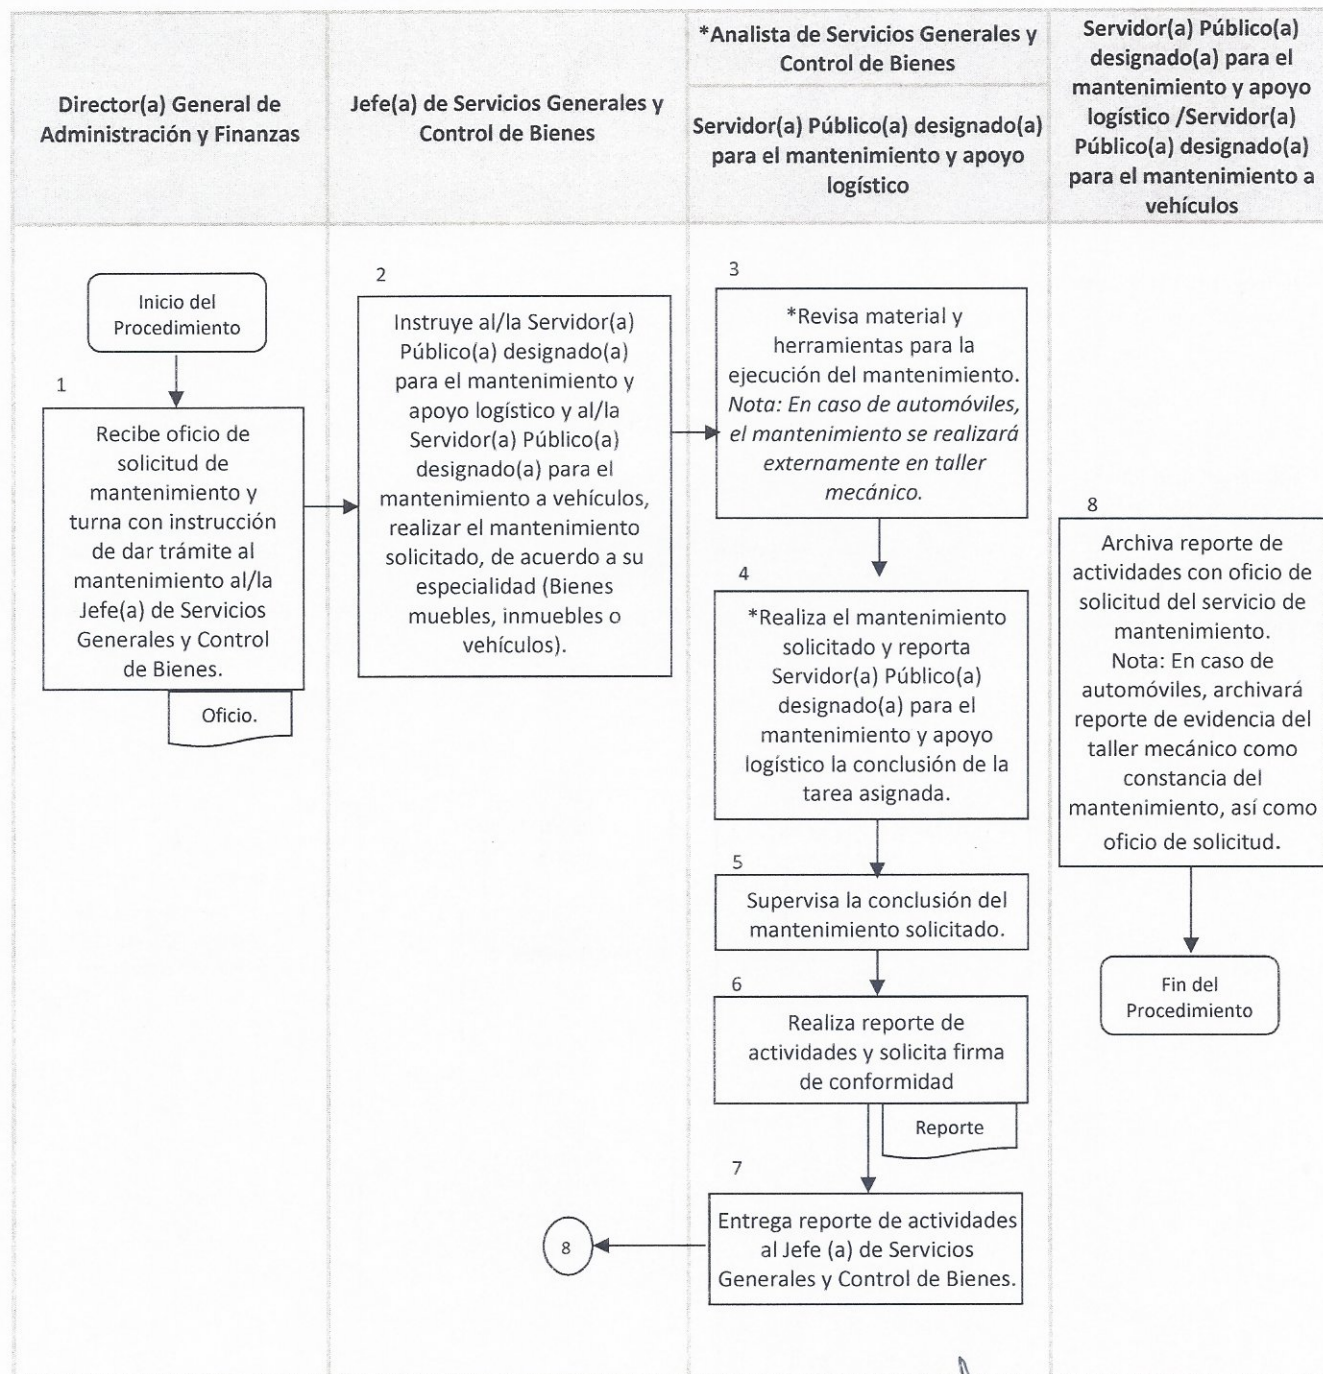 Director(a) General de
Administración y Finanzas
Jefe(a) de Servicios Generales y
Control de Bienes
*Analista de Servicios Generales y
Control de Bienes
Servidor(a) Público(a) designado(a)
para el mantenimiento y apoyo
logístico
Servidor(a) Público(a)
designado(a) para el
mantenimiento y apoyo
logístico /Servidor(a)
Público(a) designado(a)
para el mantenimiento a
vehículos
Inicio del
Procedimiento
1
Recibe oficio de
solicitud de
mantenimiento y
turna con instrucción
de dar trámite al
mantenimiento al/la
Jefe(a) de Servicios
Generales y Control
de Bienes.
Oficio.
2
Instruye al/la Servidor(a)
Público(a) designado(a)
para el mantenimiento y
apoyo logístico y al/la
Servidor(a) Público(a)
designado(a) para el
mantenimiento a vehículos,
realizar el mantenimiento
solicitado, de acuerdo a su
especialidad (Bienes
muebles, inmuebles o
vehículos).
3
*Revisa material y
herramientas para la
ejecución del mantenimiento.
Nota: En caso de automóviles,
el mantenimiento se realizará
externamente en taller
mecánico.
4
*Realiza el mantenimiento
solicitado y reporta
Servidor(a) Público(a)
designado(a) para el
mantenimiento y apoyo
logístico la conclusión de la
tarea asignada.
5
Supervisa la conclusión del
mantenimiento solicitado.
6
Realiza reporte de
actividades y solicita firma
de conformidad
Reporte
7
Entrega reporte de actividades
al Jefe (a) de Servicios
Generales y Control de Bienes.
8
8
Archiva reporte de
actividades con oficio de
solicitud del servicio de
mantenimiento.
Nota: En caso de
automóviles, archivará
reporte de evidencia del
taller mecánico como
constancia del
mantenimiento, así como
oficio de solicitud.
Fin del
Procedimiento